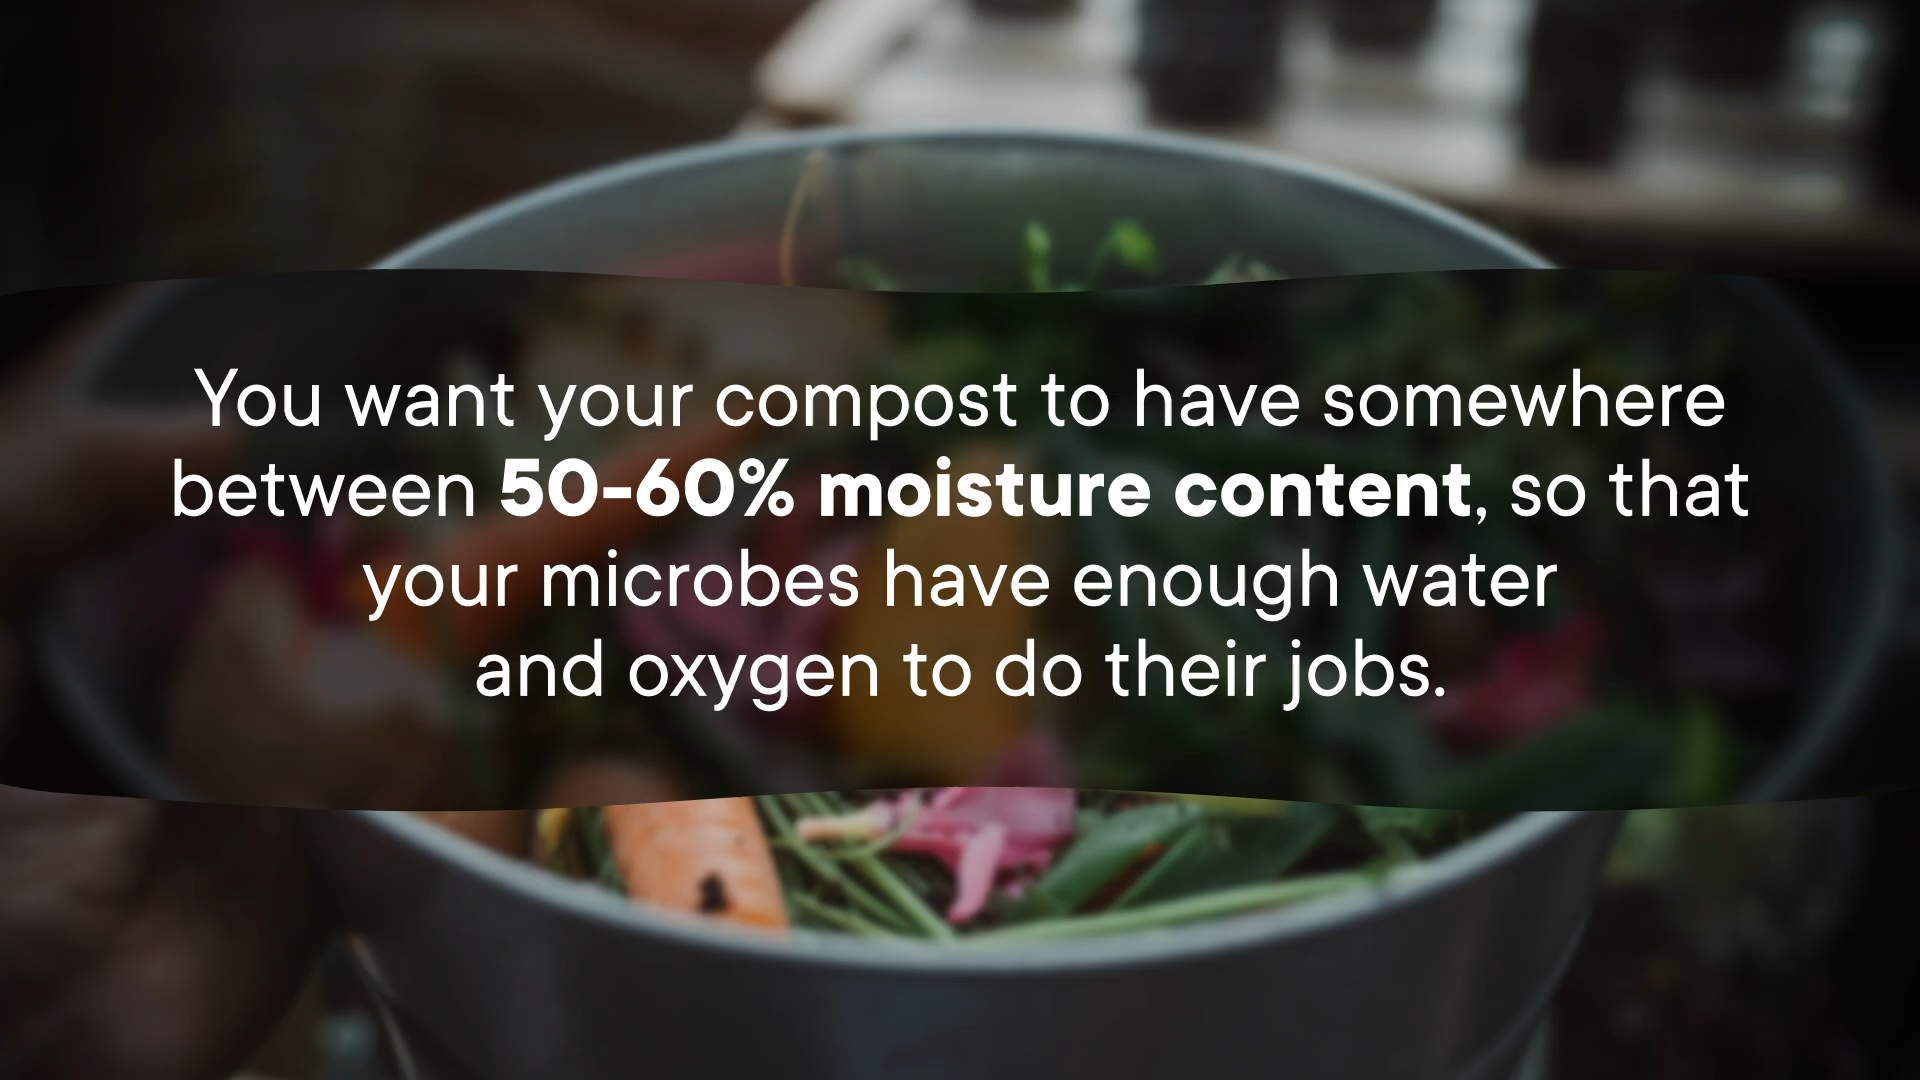 You want your compost to have somewhere
between 50-60% moisture content, so that
your microbes have enough water
and oxygen to do their jobs.